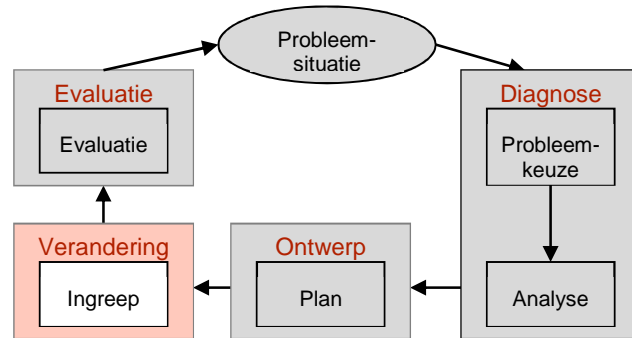 Probleem-
situatie
Evaluatie
Evaluatie
Diagnose
Probleem-
keuze
Verandering
Ingreep
Ontwerp
Plan
Analyse